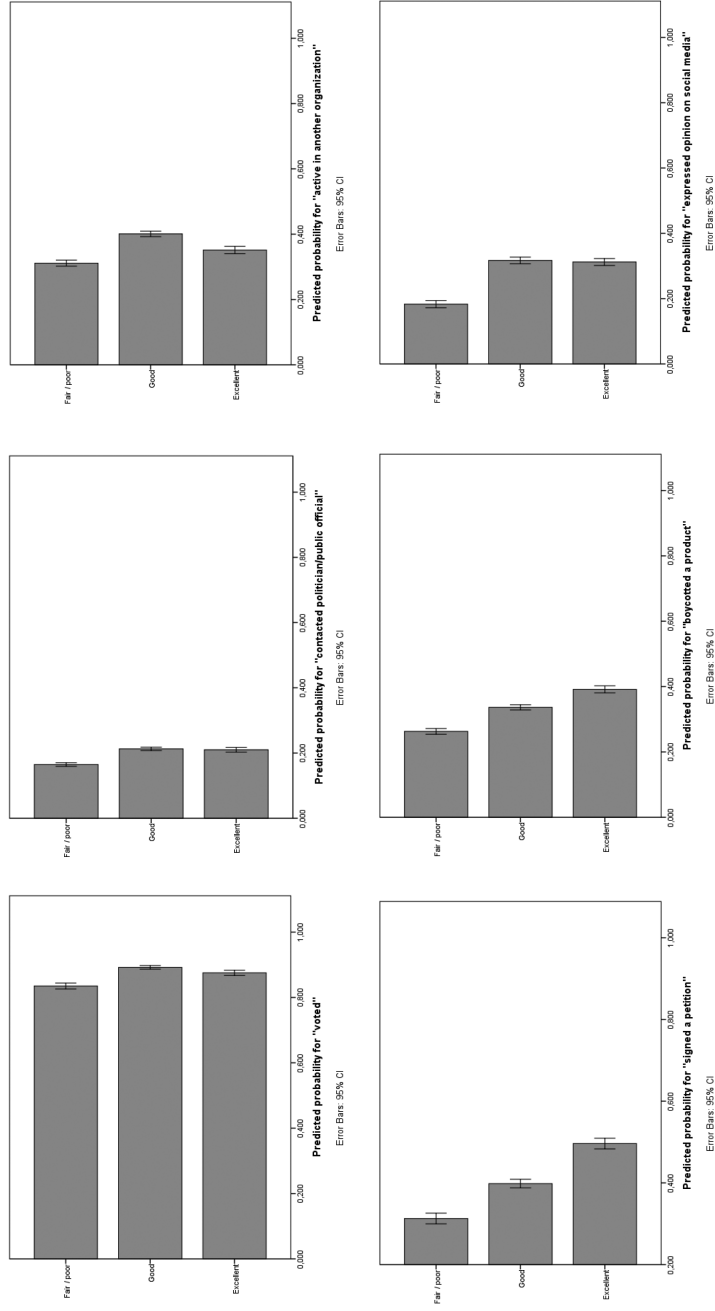 Fair / poor
Good
Excellent
0,000 0,200 0,400 0,600 0,800 1,000
Predicted probability for "voted"
Error Bars: 95% CI
Fair / poor
Good
Excellent
0,000 0,200 0,400 0,600 0,800 1,000
Predicted probability for "contacted politician/public official"
Error Bars: 95% CI
Fair / poor
Good
Excellent
0,000 0,200 0,400 0,600 0,800 1,000
Predicted probability for "active in another organization"
Error Bars: 95% CI
Fair / poor
Good
Excellent
0,200 0,400 0,600 0,800 1,000
Predicted probability for "signed a petition"
Error Bars: 95% CI
Fair / poor
Good
Excellent
0,000 0,200 0,400 0,600 0,800 1,000
Predicted probability for "boycotted a product"
Error Bars: 95% CI
Fair / poor
Good
Excellent
0,000 0,200 0,400 0,600 0,800 1,000
Predicted probability for "expressed opinion on social media"
Error Bars: 95% CI